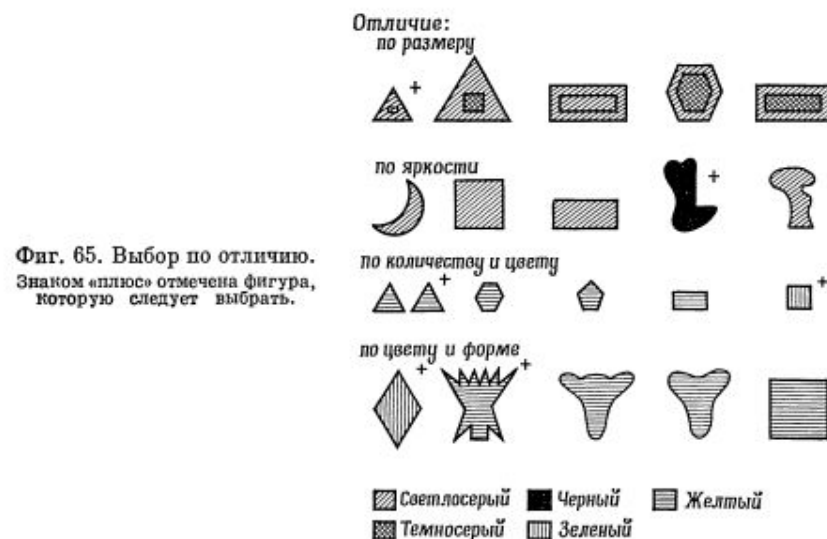 Отличие:
по размеру
+
по яркости
+
Фиг. 65. Выбор по отличию.
Знаком «плюс» отмечена фигура,
которую следует выбрать.
по количеству и цвету
+ +
по цвету и форме
+ +
Светлосерый Черный Желтый
Темносерый Зеленый